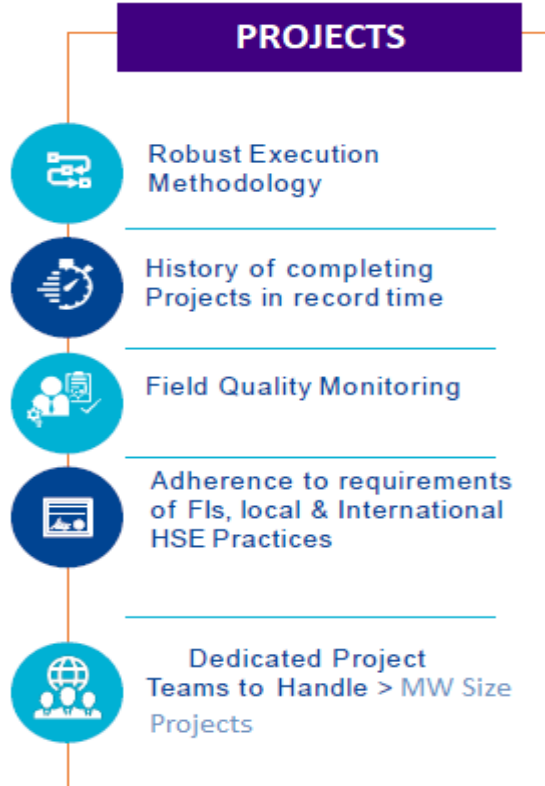 PROJECTS
Robust Execution
Methodology
History of completing
Projects in record time
Field Quality Monitoring
Adherence to requirements
of FIs, local & International
HSE Practices
Dedicated Project
Teams to Handle > MW Size
Projects